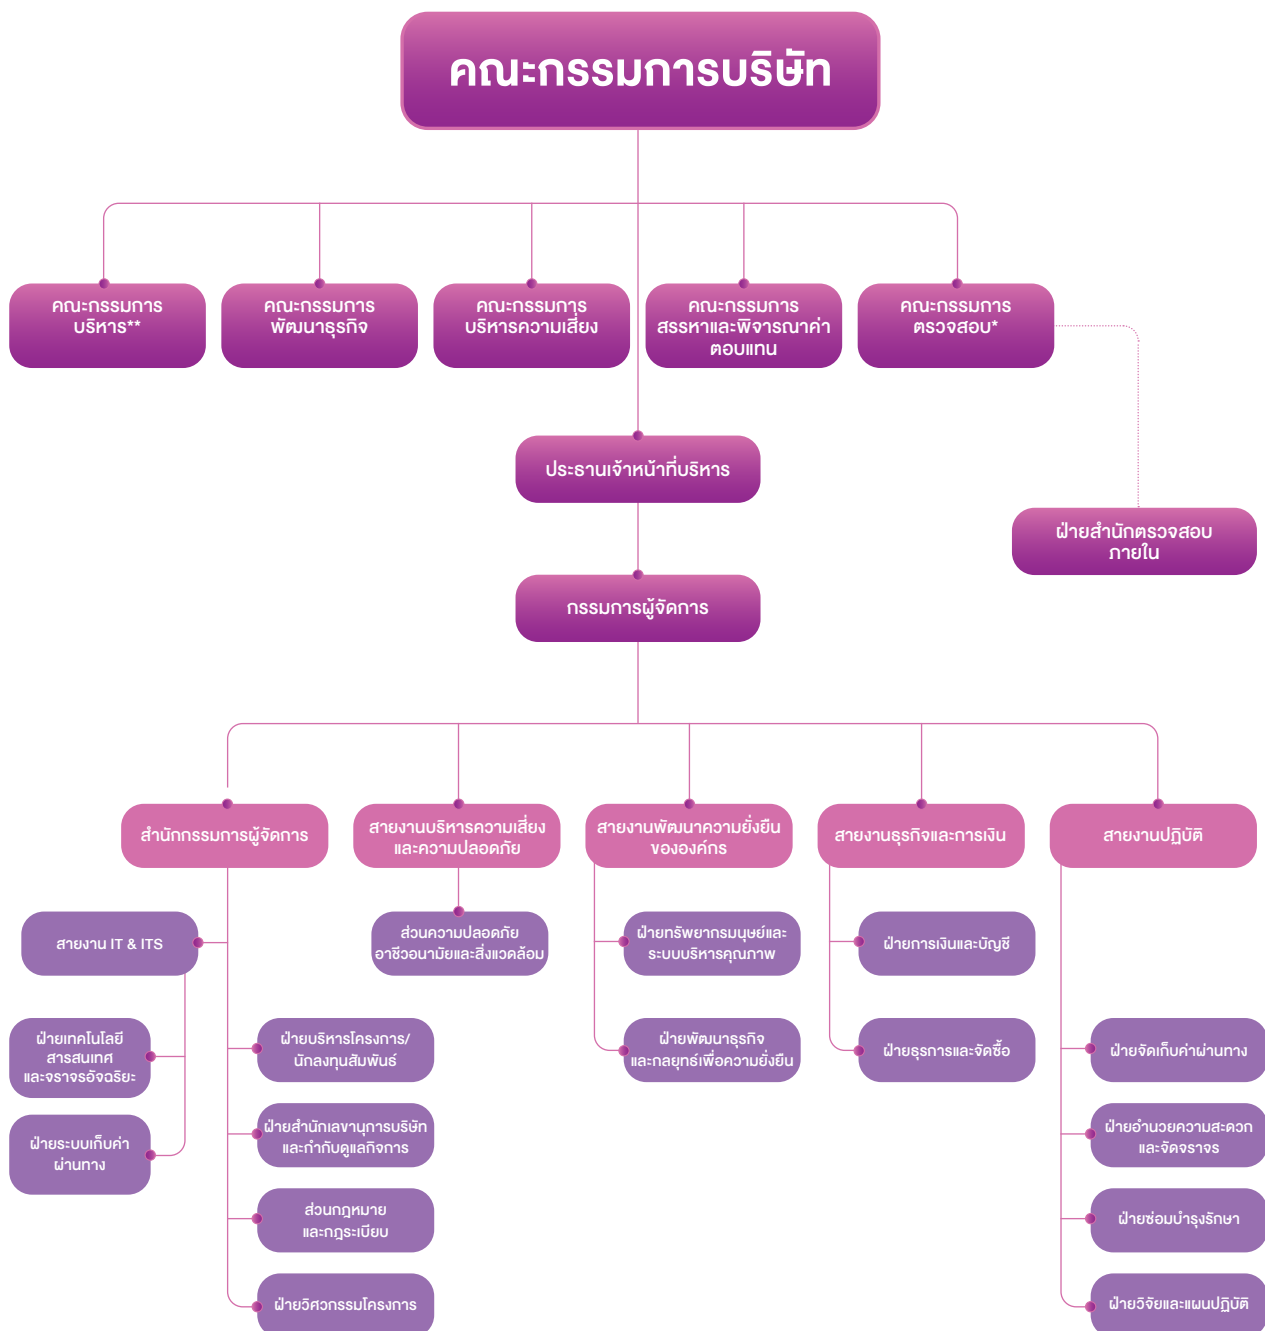 คณะกรรมการบริษัท
คณะกรรมการ
บริหาร**
คณะกรรมการ
พัฒนาธุรกิจ
คณะกรรมการ
บริหารความเสี่ยง
คณะกรรมการ
สรรหาและพิจารณาค่า
ตอบแทน
คณะกรรมการ
ตรวจสอบ*
ประธานเจ้าหน้าที่บริหาร
ฝ่ายสำนักตรวจสอบ
ภายใน
กรรมการผู้จัดการ
สำนักกรรมการผู้จัดการ
สายงานบริหารความเสี่ยง
และความปลอดภัย
สายงานพัฒนาความยั่งยืน
ขององค์กร
สายงานธุรกิจและการเงิน
สายงานปฏิบัติ
สายงาน IT & ITS
ส่วนความปลอดภัย
อาชีวอนามัยและสิ่งแวดล้อม
ฝ่ายทรัพยากรมนุษย์และ
ระบบบริหารคุณภาพ
ฝ่ายการเงินและบัญชี
ฝ่ายเทคโนโลยี
สารสนเทศ
และจราจรอัจฉริยะ
ฝ่ายบริหารโครงการ/
นักลงทุนสัมพันธ์
ฝ่ายพัฒนาธุรกิจ
และกลยุทธ์เพื่อความยั่งยืน
ฝ่ายธุรการและจัดซื้อ
ฝ่ายจัดเก็บค่าผ่านทาง
ฝ่ายระบบเก็บค่า
ผ่านทาง
ฝ่ายสำนักเลขานุการบริษัท
และกำกับดูแลกิจการ
ฝ่ายอำนวยความสะดวก
และจัดจราจร
ส่วนกฎหมาย
และกฎระเบียบ
ฝ่ายซ่อมบำรุงรักษา
ฝ่ายวิศวกรรมโครงการ
ฝ่ายวิจัยและแผนปฏิบัติ